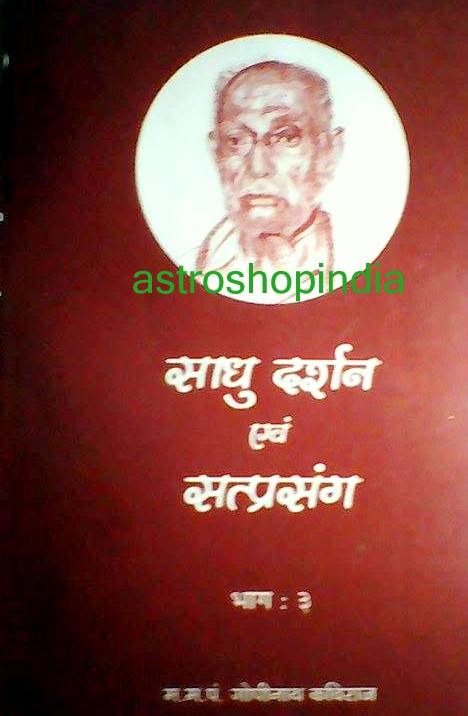 astroshopindia
साधु दर्शन
एवं
सत्प्रसंग
भाग : ३
म.म.पं. गोपीनाथ कविराज